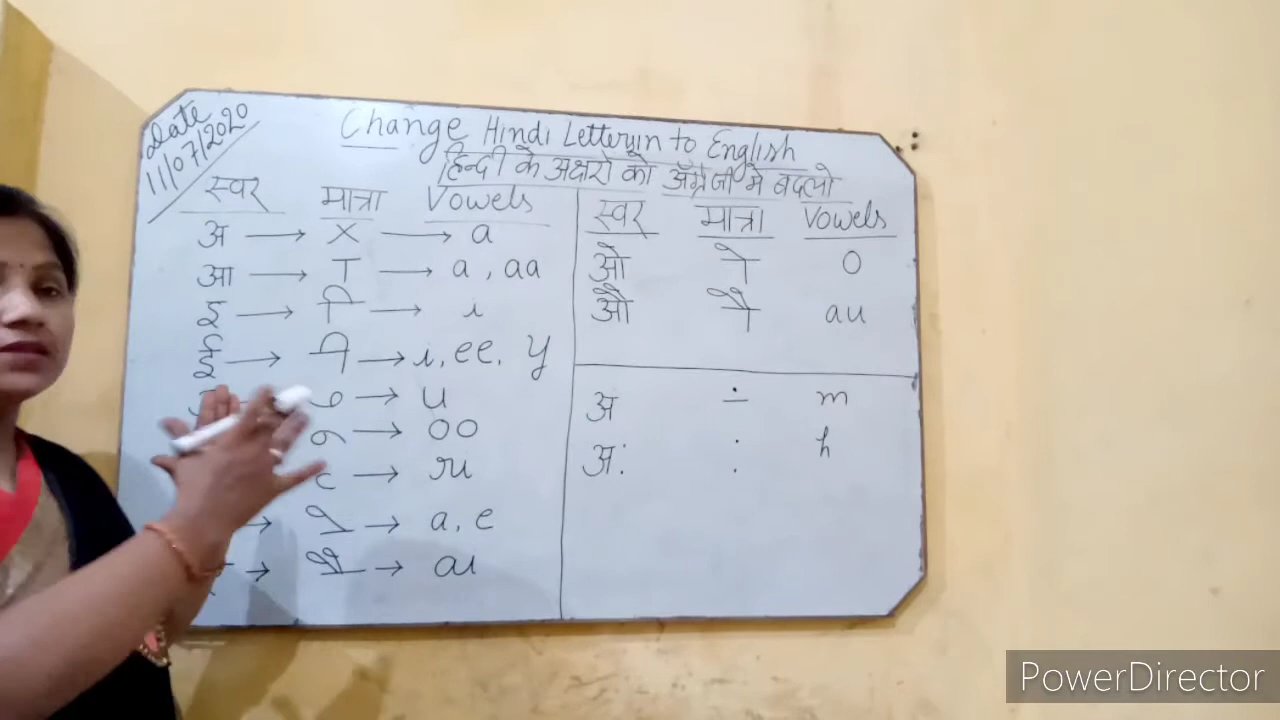 Date
11/07/2020
Change Hindi Letter in to English
हिन्दी के अक्षरो को अँग्रेजी मे बदलो
स्वर मात्रा Vowels
अ → × → a
आ → ा → a, aa
इ → ि → i
ई → ी → i, ee, y
ु → u
ू → oo
ृ → ru
→ े → a, e
→ ै → ai
स्वर मात्रा Vowels
ओ ो O
औ ौ au
अ ∸ m
अ: : h
PowerDirector